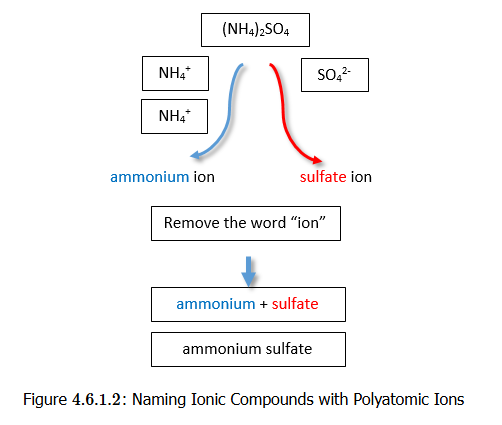 (NH₄)₂SO₄
NH₄⁺
SO₄²⁻
NH₄⁺
ammonium ion
sulfate ion
Remove the word “ion”
ammonium + sulfate
ammonium sulfate
Figure 4.6.1.2: Naming Ionic Compounds with Polyatomic Ions